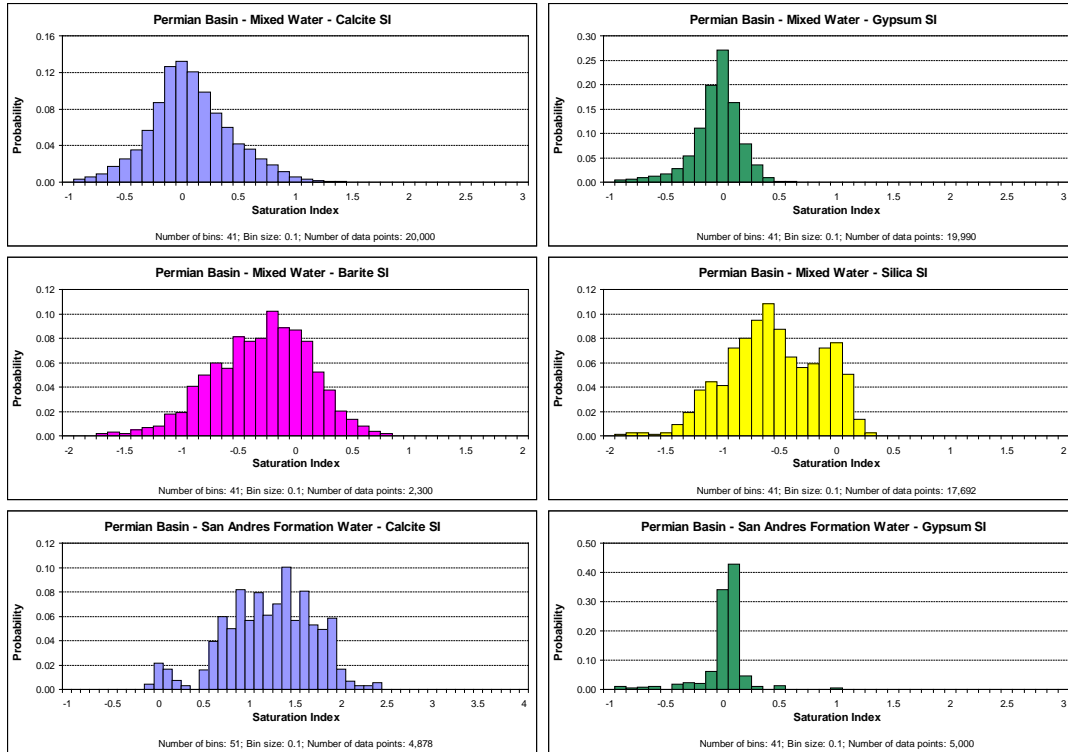 Permian Basin - Mixed Water - Calcite SI
Probability
0.16
0.12
0.08
0.04
0.00
-1 -0.5 0 0.5 1 1.5 2 2.5 3
Saturation Index
Number of bins: 41; Bin size: 0.1; Number of data points: 20,000
Permian Basin - Mixed Water - Gypsum SI
Probability
0.30
0.25
0.20
0.15
0.10
0.05
0.00
-1 -0.5 0 0.5 1 1.5 2 2.5 3
Saturation Index
Number of bins: 41; Bin size: 0.1; Number of data points: 19,990
Permian Basin - Mixed Water - Barite SI
Probability
0.12
0.10
0.08
0.06
0.04
0.02
0.00
-2 -1.5 -1 -0.5 0 0.5 1 1.5 2
Saturation Index
Number of bins: 41; Bin size: 0.1; Number of data points: 2,300
Permian Basin - Mixed Water - Silica SI
Probability
0.12
0.10
0.08
0.06
0.04
0.02
0.00
-2 -1.5 -1 -0.5 0 0.5 1 1.5 2
Saturation Index
Number of bins: 41; Bin size: 0.1; Number of data points: 17,692
Permian Basin - San Andres Formation Water - Calcite SI
Probability
0.12
0.10
0.08
0.06
0.04
0.02
0.00
-1 -0.5 0 0.5 1 1.5 2 2.5 3 3.5 4
Saturation Index
Number of bins: 51; Bin size: 0.1; Number of data points: 4,878
Permian Basin - San Andres Formation Water - Gypsum SI
Probability
0.50
0.40
0.30
0.20
0.10
0.00
-1 -0.5 0 0.5 1 1.5 2 2.5 3
Saturation Index
Number of bins: 41; Bin size: 0.1; Number of data points: 5,000